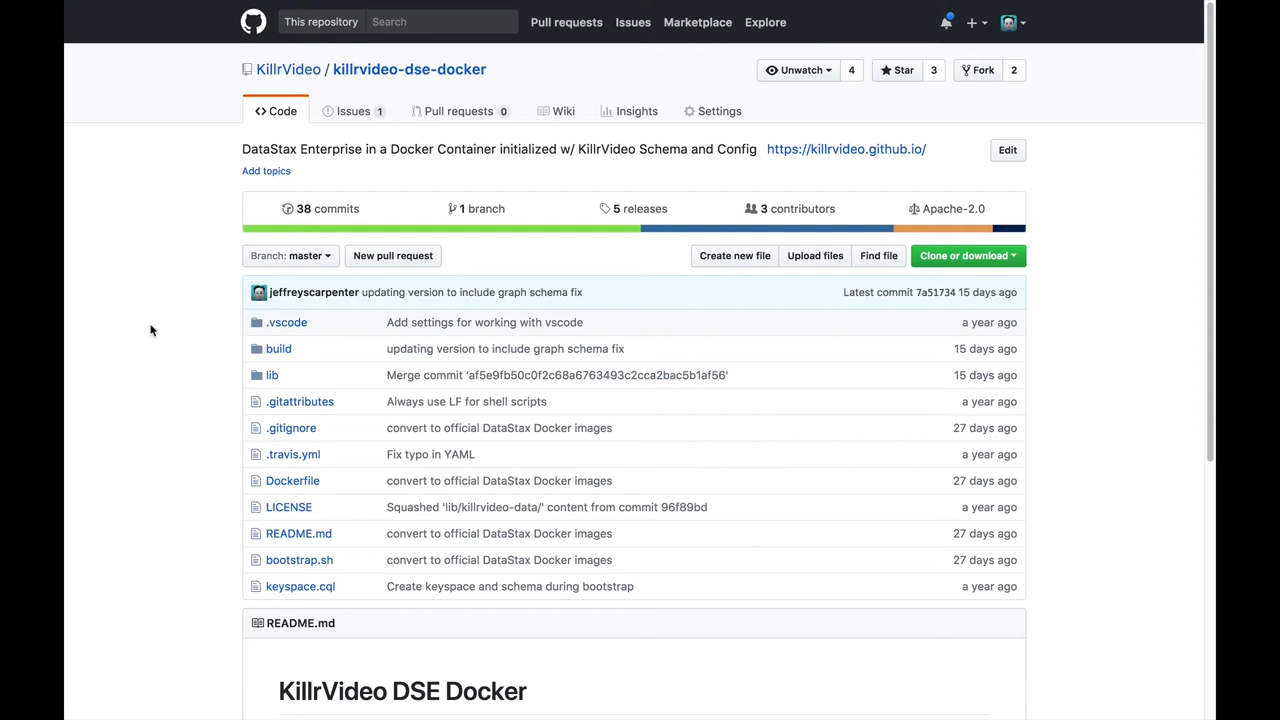 This repository Search Pull requests Issues Marketplace Explore
KillrVideo / killrvideo-dse-docker Unwatch 4 Star 3 Fork 2
Code Issues 1 Pull requests 0 Wiki Insights Settings
DataStax Enterprise in a Docker Container initialized w/ KillrVideo Schema and Config https://killrvideo.github.io/ Edit
Add topics
38 commits 1 branch 5 releases 3 contributors Apache-2.0
Branch: master New pull request Create new file Upload files Find file Clone or download
jeffreyscarpenter updating version to include graph schema fix Latest commit 7a51734 15 days ago
.vscode Add settings for working with vscode a year ago
build updating version to include graph schema fix 15 days ago
lib Merge commit 'af5e9fb50c0f2c68a6763493c2cca2bac5b1af56' 15 days ago
.gitattributes Always use LF for shell scripts a year ago
.gitignore convert to official DataStax Docker images 27 days ago
.travis.yml Fix typo in YAML a year ago
Dockerfile convert to official DataStax Docker images 27 days ago
LICENSE Squashed 'lib/killrvideo-data/' content from commit 96f89bd a year ago
README.md convert to official DataStax Docker images 27 days ago
bootstrap.sh convert to official DataStax Docker images 27 days ago
keyspace.cql Create keyspace and schema during bootstrap a year ago
README.md
KillrVideo DSE Docker